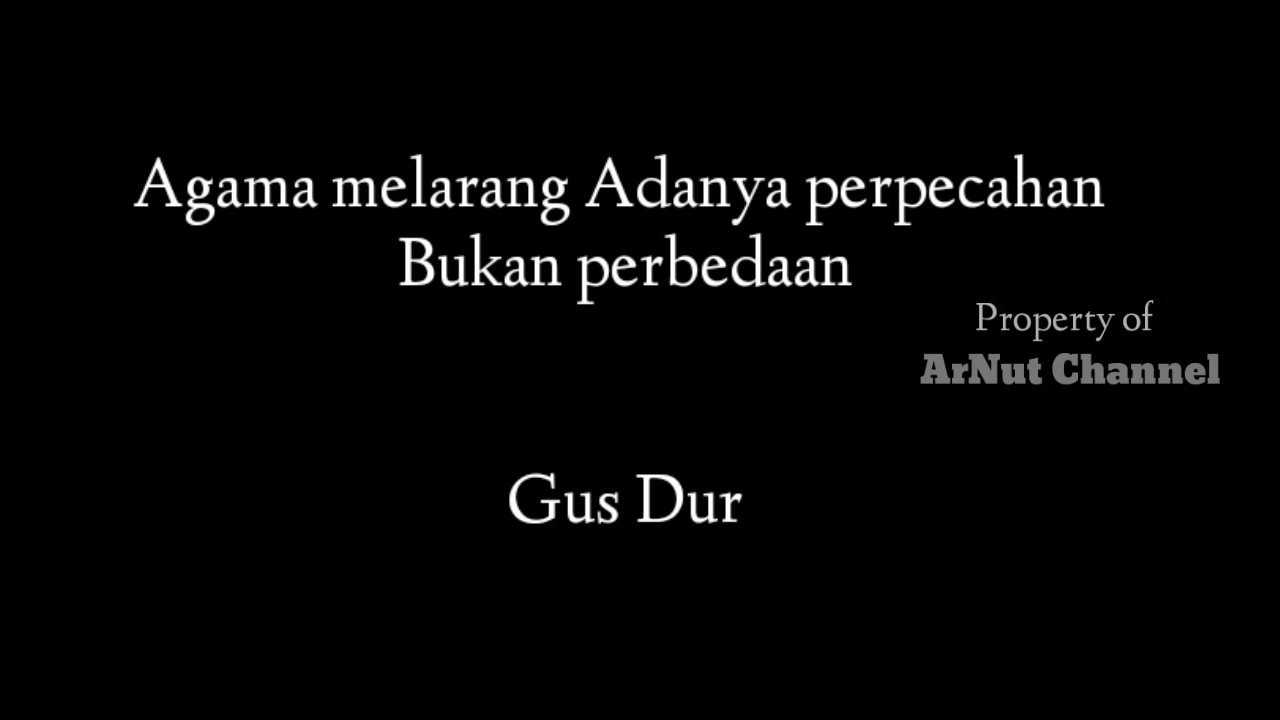 Agama melarang Adanya perpecahan
Bukan perbedaan
Property of
ArNut Channel
Gus Dur